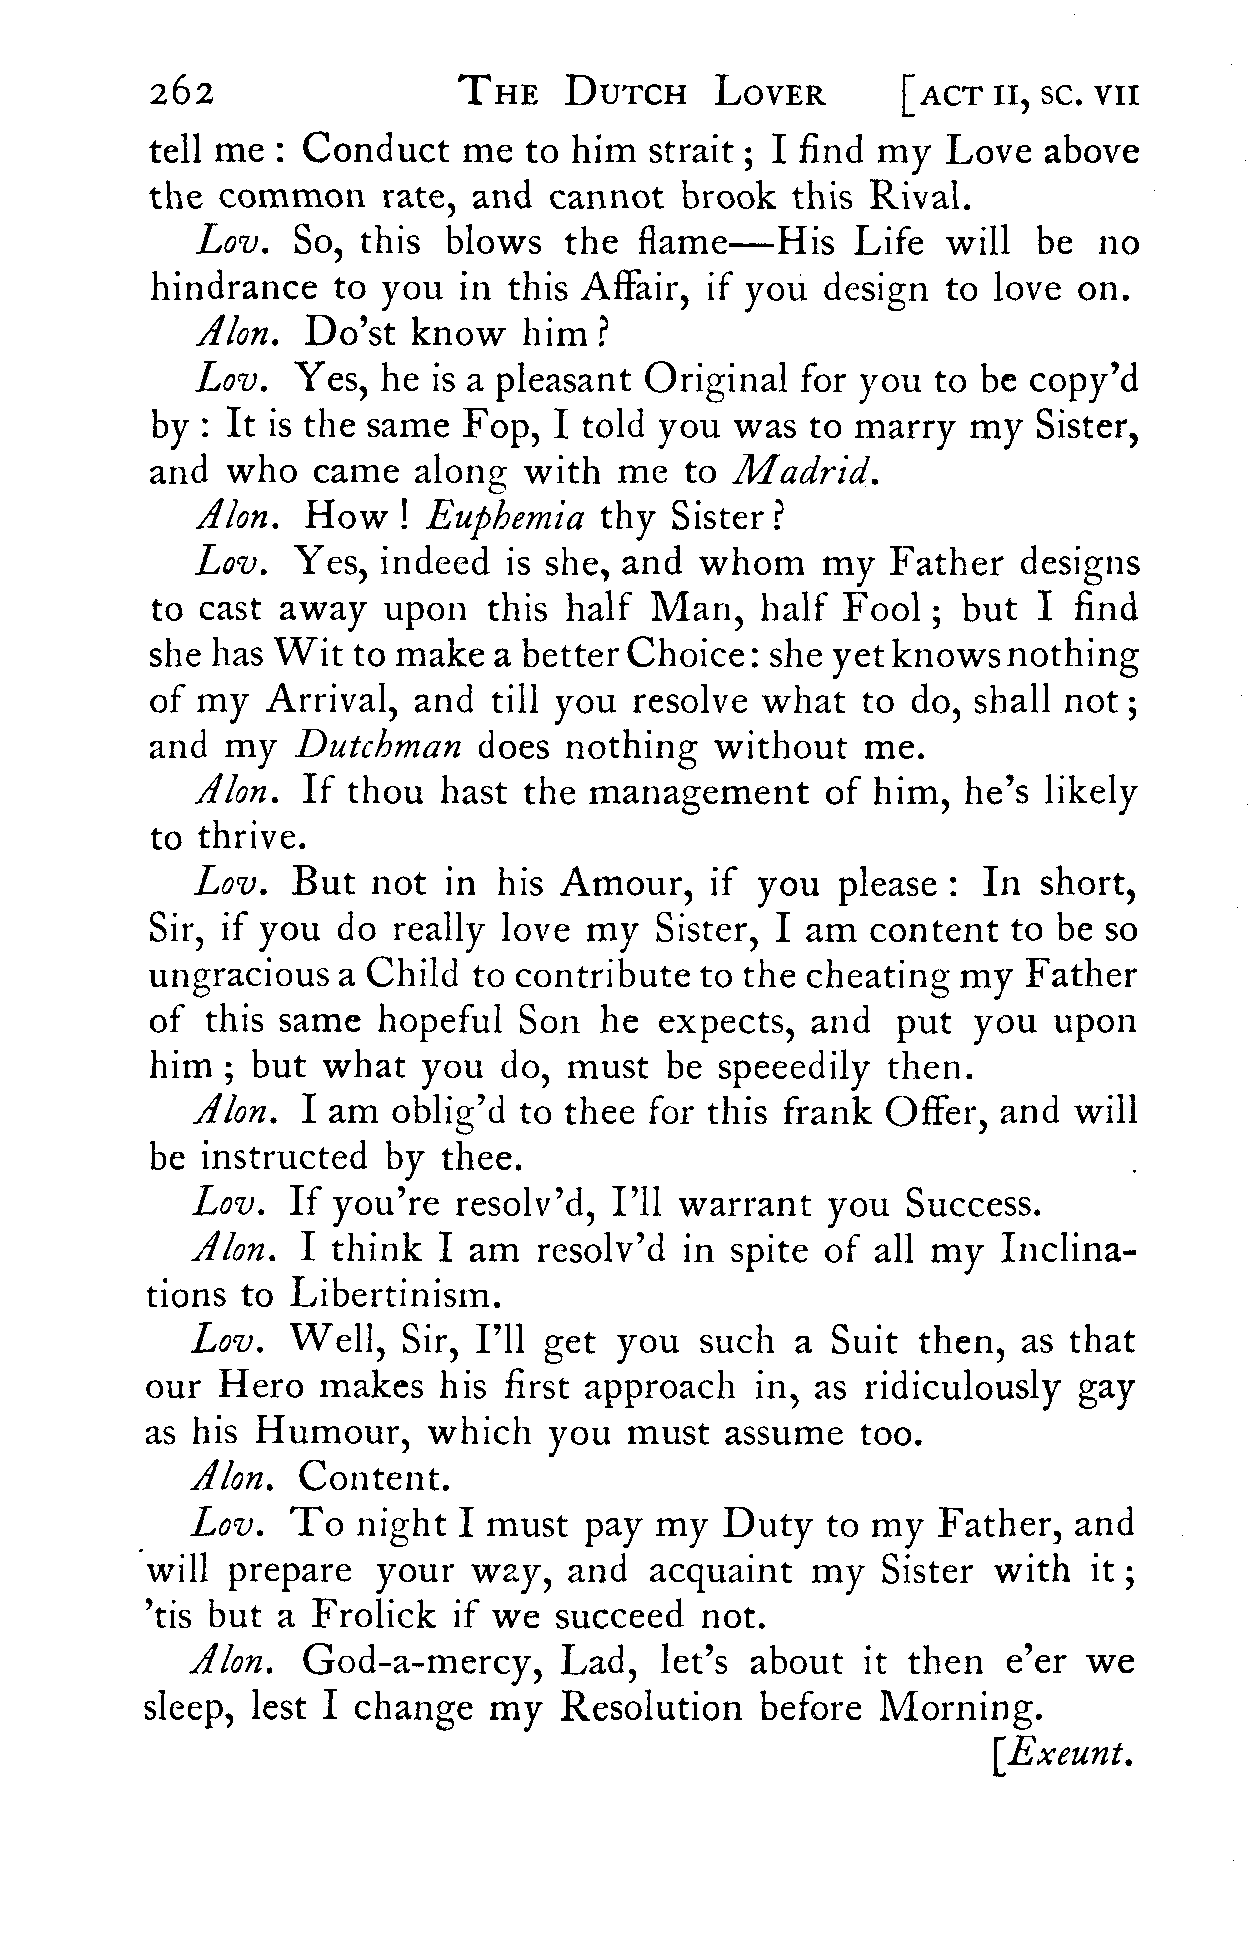 262 THE DUTCH LOVER [ACT II, SC. VII
tell me : Conduct me to him strait ; I find my Love above
the common rate, and cannot brook this Rival.
Lov. So, this blows the flame—His Life will be no
hindrance to you in this Affair, if you design to love on.
Alon. Do'st know him ?
Lov. Yes, he is a pleasant Original for you to be copy'd
by : It is the same Fop, I told you was to marry my Sister,
and who came along with me to Madrid.
Alon. How ! Euphemia thy Sister ?
Lov. Yes, indeed is she, and whom my Father designs
to cast away upon this half Man, half Fool ; but I find
she has Wit to make a better Choice : she yet knows nothing
of my Arrival, and till you resolve what to do, shall not ;
and my Dutchman does nothing without me.
Alon. If thou hast the management of him, he's likely
to thrive.
Lov. But not in his Amour, if you please : In short,
Sir, if you do really love my Sister, I am content to be so
ungracious a Child to contribute to the cheating my Father
of this same hopeful Son he expects, and put you upon
him ; but what you do, must be speeedily then.
Alon. I am oblig'd to thee for this frank Offer, and will
be instructed by thee.
Lov. If you're resolv'd, I'll warrant you Success.
Alon. I think I am resolv'd in spite of all my Inclina-
tions to Libertinism.
Lov. Well, Sir, I'll get you such a Suit then, as that
our Hero makes his first approach in, as ridiculously gay
as his Humour, which you must assume too.
Alon. Content.
Lov. To night I must pay my Duty to my Father, and
will prepare your way, and acquaint my Sister with it ;
'tis but a Frolick if we succeed not.
Alon. God-a-mercy, Lad, let's about it then e'er we
sleep, lest I change my Resolution before Morning.
[Exeunt.